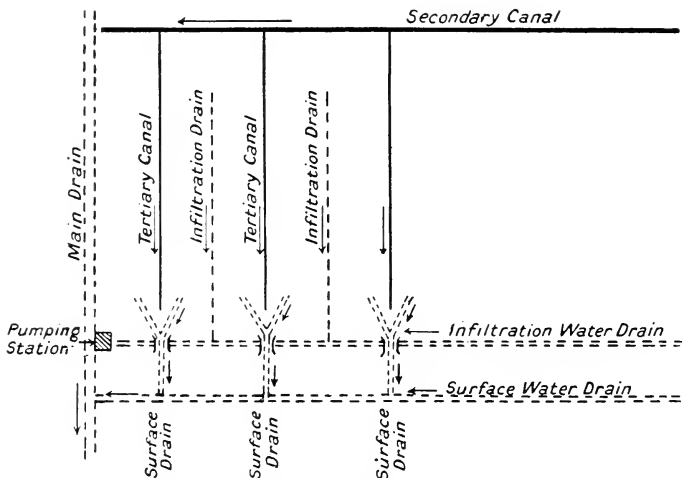 Secondary Canal
Main Drain
Tertiary Canal
Infiltration Drain
Tertiary Canal
Infiltration Drain
Pumping
Station
Infiltration Water Drain
Surface Water Drain
Surface
Drain
Surface
Drain
Surface
Drain